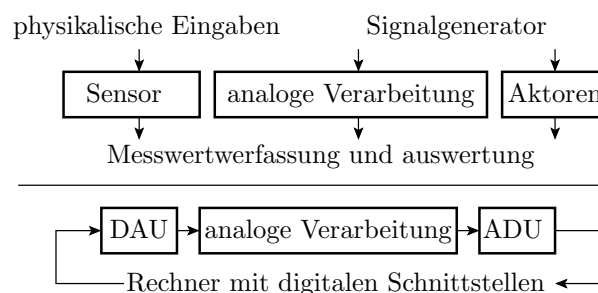 physikalische Eingaben Signalgenerator
Sensor analoge Verarbeitung Aktoren
Messwertwerfassung und auswertung
DAU analoge Verarbeitung ADU
Rechner mit digitalen Schnittstellen